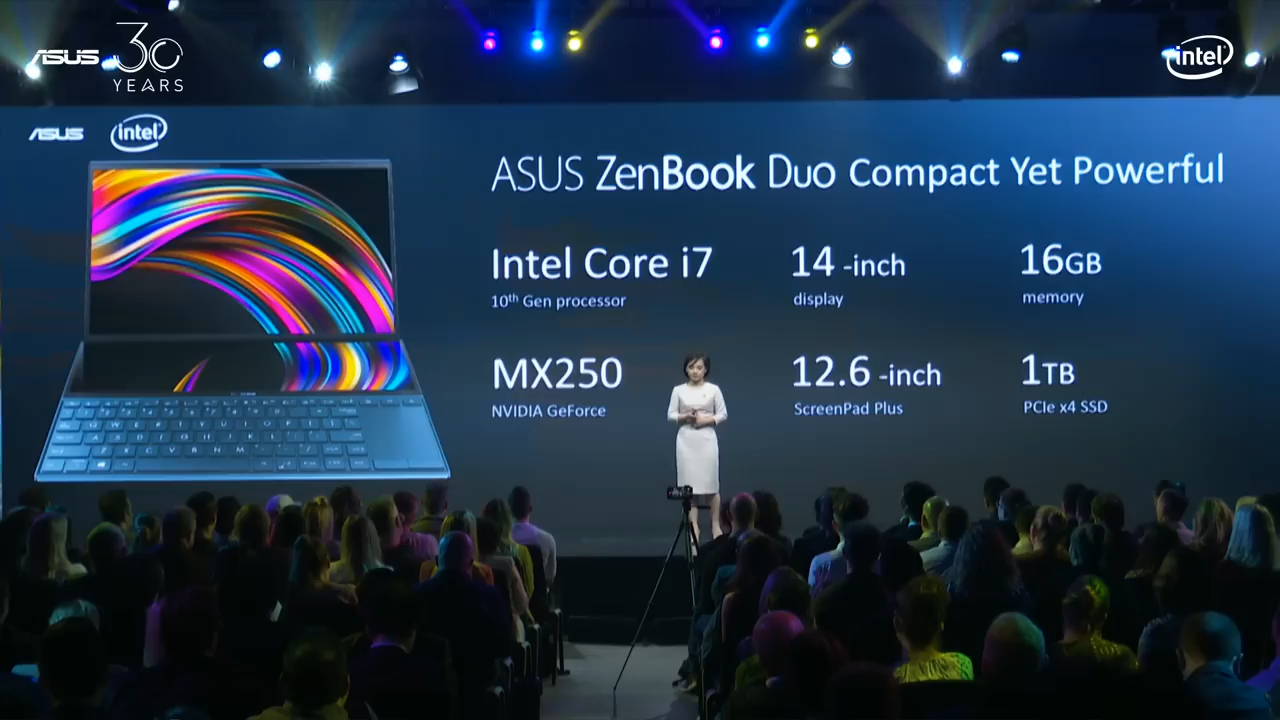 ASUS 30 YEARS
intel
ASUS intel
ASUS ZenBook Duo Compact Yet Powerful
Intel Core i7
10th Gen processor
14 -inch
display
16GB
memory
MX250
NVIDIA GeForce
12.6 -inch
ScreenPad Plus
1TB
PCIe x4 SSD